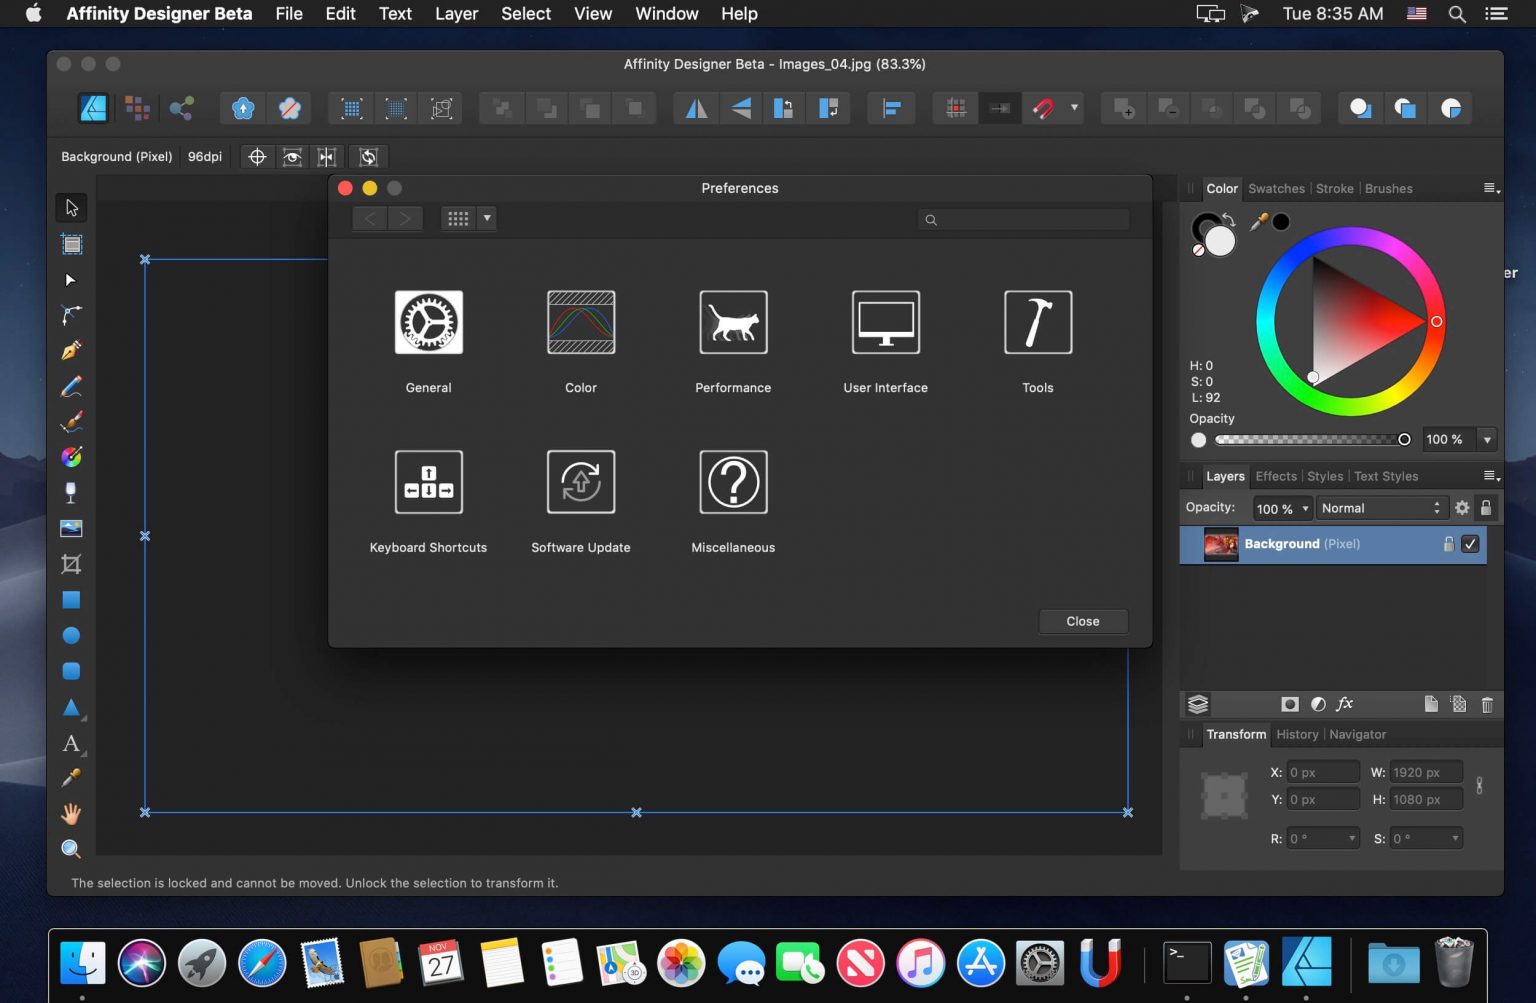 Affinity Designer Beta File Edit Text Layer Select View Window Help Tue 8:35 AM
Affinity Designer Beta - Images_04.jpg (83.3%)
Background (Pixel) 96dpi
Preferences
General Color Performance User Interface Tools
Keyboard Shortcuts Software Update Miscellaneous
Close
Color Swatches Stroke Brushes
er
H: 0
S: 0
L: 92
Opacity
100 %
Layers Effects Styles Text Styles
Opacity: 100 % Normal
Background (Pixel)
fx
Transform History Navigator
X: 0 px W: 1920 px
Y: 0 px H: 1080 px
R: 0 ° S: 0 °
A
The selection is locked and cannot be moved. Unlock the selection to transform it.
NOV
27
3D
>_